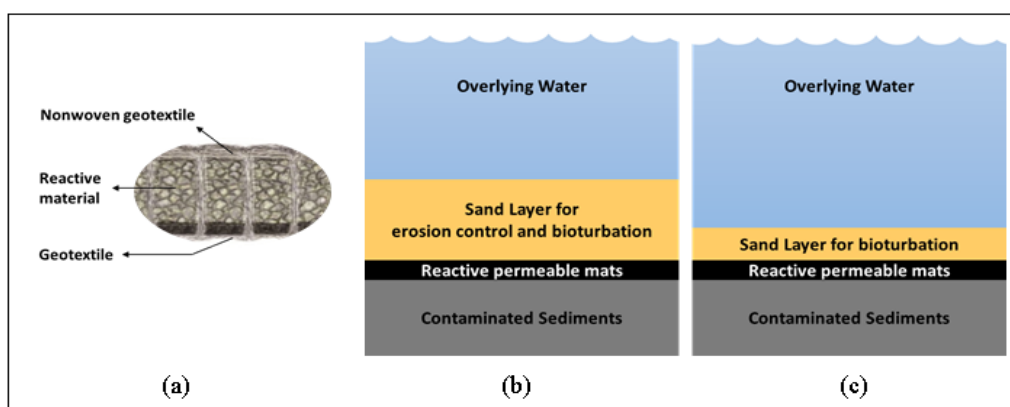 Nonwoven geotextile
Reactive
material
Geotextile
(a)
Overlying Water
Sand Layer for
erosion control and bioturbation
Reactive permeable mats
Contaminated Sediments
(b)
Overlying Water
Sand Layer for bioturbation
Reactive permeable mats
Contaminated Sediments
(c)